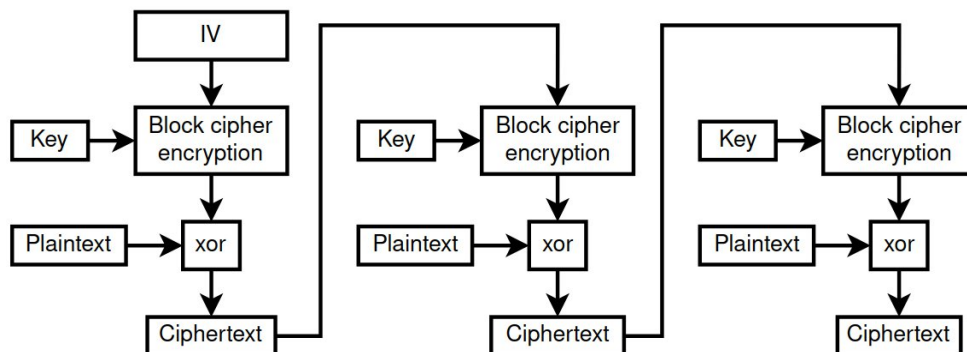 IV
Key
Block cipher
encryption
Key
Block cipher
encryption
Key
Block cipher
encryption
Plaintext
xor
Plaintext
xor
Plaintext
xor
Ciphertext
Ciphertext
Ciphertext